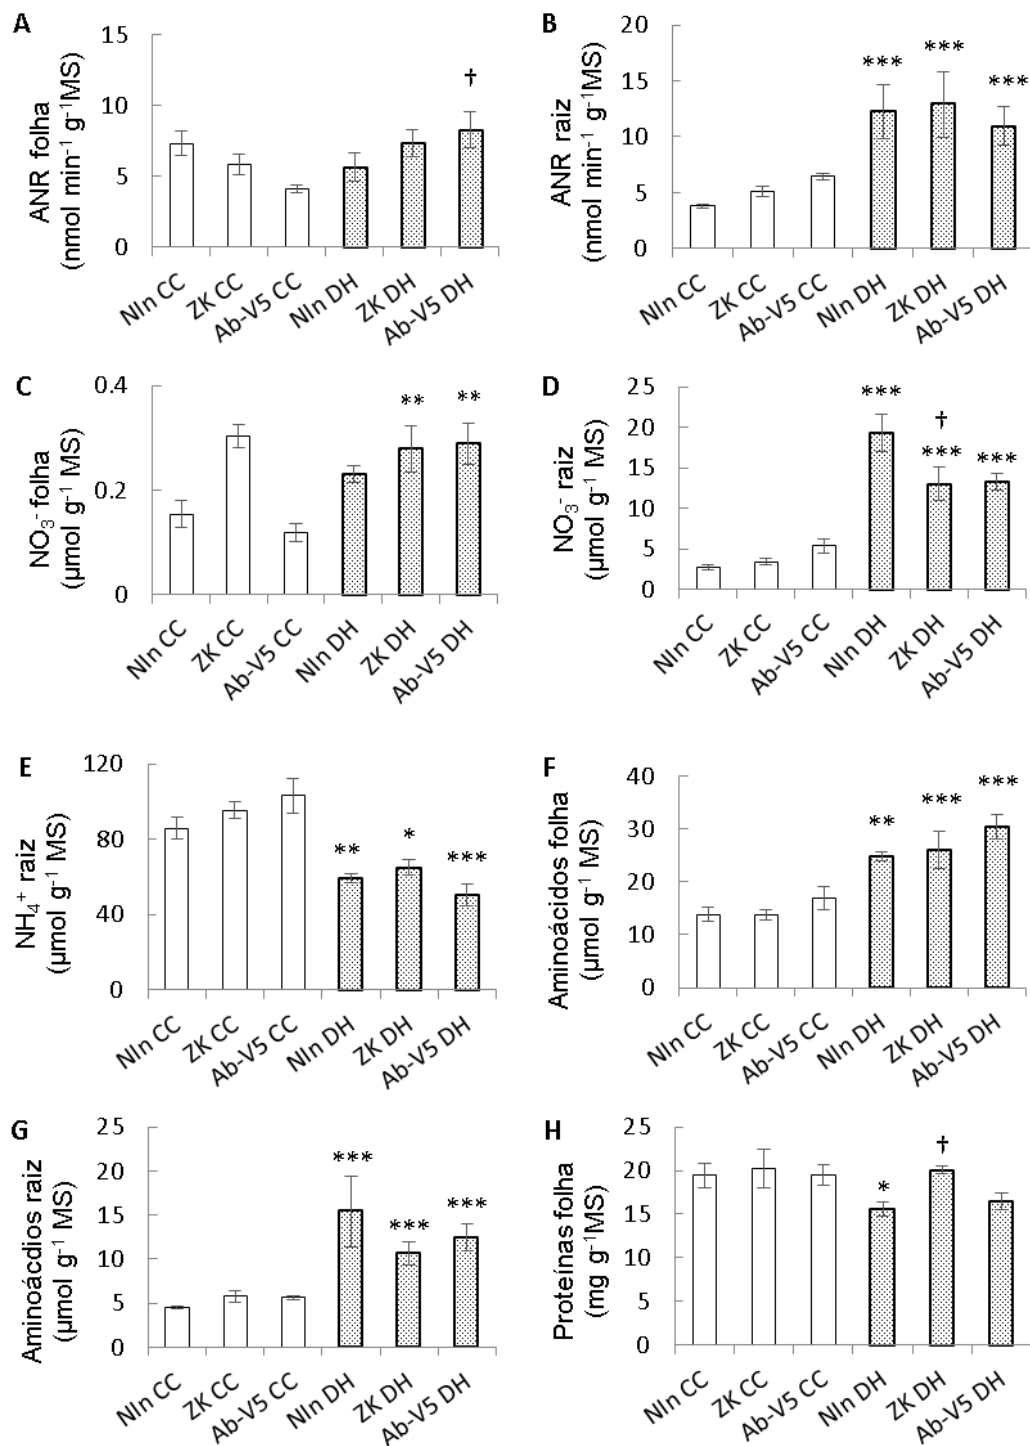 A
ANR folha
(nmol min⁻¹ g⁻¹MS)
15
10
5
0
†
NIn CC
ZK CC
Ab-V5 CC
NIn DH
ZK DH
Ab-V5 DH
B
ANR raiz
(nmol min⁻¹ g⁻¹MS)
20
15
10
5
0
***
***
***
NIn CC
ZK CC
Ab-V5 CC
NIn DH
ZK DH
Ab-V5 DH
C
NO₃⁻ folha
(μmol g⁻¹ MS)
0.4
0.2
0
**
**
NIn CC
ZK CC
Ab-V5 CC
NIn DH
ZK DH
Ab-V5 DH
D
NO₃⁻ raiz
(μmol g⁻¹ MS)
25
20
15
10
5
0
***
†
***
***
NIn CC
ZK CC
Ab-V5 CC
NIn DH
ZK DH
Ab-V5 DH
E
NH₄⁺ raiz
(μmol g⁻¹ MS)
120
80
40
0
**
*
***
NIn CC
ZK CC
Ab-V5 CC
NIn DH
ZK DH
Ab-V5 DH
F
Aminoácidos folha
(μmol g⁻¹ MS)
40
30
20
10
0
**
***
***
NIn CC
ZK CC
Ab-V5 CC
NIn DH
ZK DH
Ab-V5 DH
G
Aminoácdios raiz
(μmol g⁻¹ MS)
25
20
15
10
5
0
***
***
***
NIn CC
ZK CC
Ab-V5 CC
NIn DH
ZK DH
Ab-V5 DH
H
Proteínas folha
(mg g⁻¹MS)
25
20
15
10
5
0
*
†
NIn CC
ZK CC
Ab-V5 CC
NIn DH
ZK DH
Ab-V5 DH